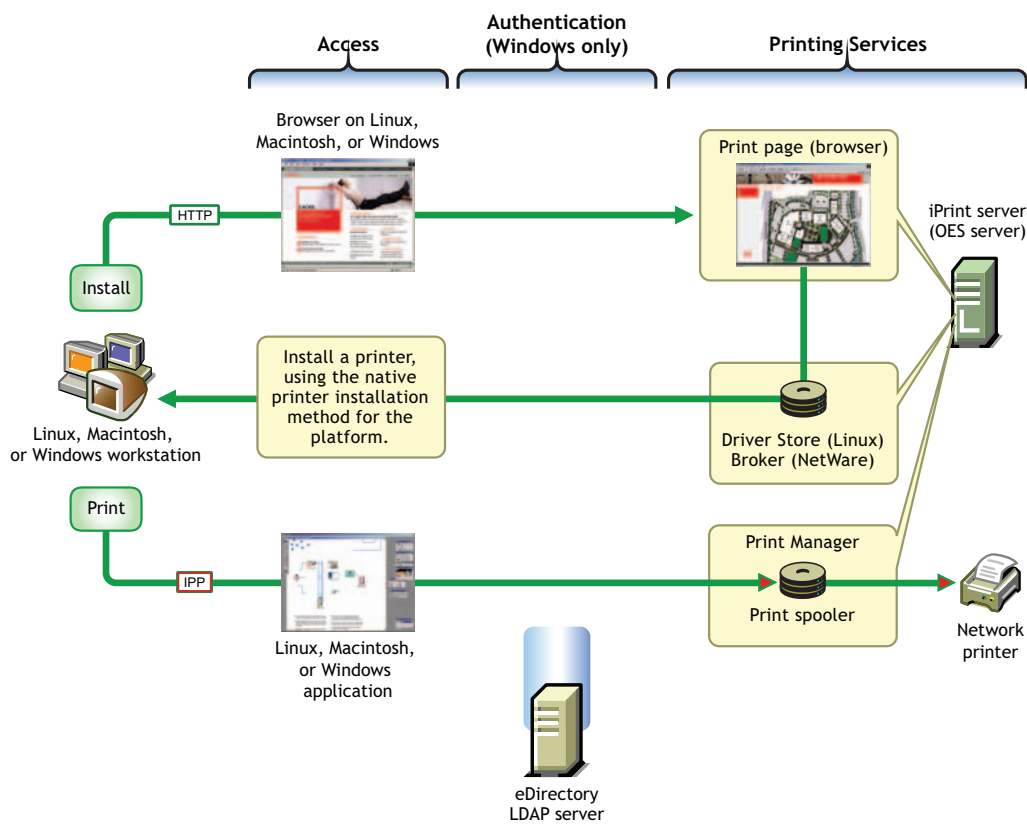 Access
Authentication
(Windows only)
Printing Services
Browser on Linux,
Macintosh, or Windows
Print page (browser)
HTTP
iPrint server
(OES server)
Install
Install a printer,
using the native
printer installation
method for the
platform.
Linux, Macintosh,
or Windows workstation
Driver Store (Linux)
Broker (NetWare)
Print
IPP
Print Manager
Print spooler
Linux, Macintosh,
or Windows
application
Network
printer
eDirectory
LDAP server